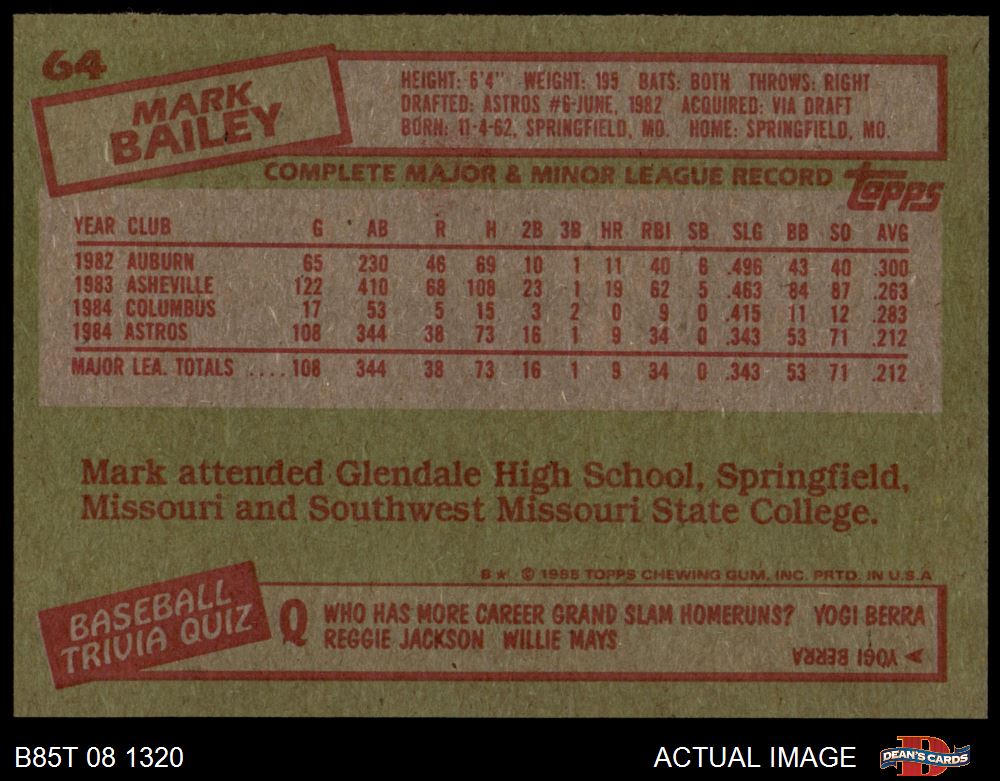 64
MARK
BAILEY
HEIGHT: 6'4" WEIGHT: 195 BATS: BOTH THROWS: RIGHT
DRAFTED: ASTROS #6-JUNE, 1982 ACQUIRED: VIA DRAFT
BORN: 11-4-62, SPRINGFIELD, MO. HOME: SPRINGFIELD, MO.
COMPLETE MAJOR & MINOR LEAGUE RECORD topps
YEAR CLUB G AB R H 2B 3B HR RBI SB SLG BB SO AVG
1982 AUBURN 65 230 46 69 10 1 11 40 6 .496 43 40 .300
1983 ASHEVILLE 122 410 68 108 23 1 19 62 5 .463 84 87 .263
1984 COLUMBUS 17 53 5 15 3 2 0 9 0 .415 11 12 .283
1984 ASTROS 108 344 38 73 16 1 9 34 0 .343 53 71 .212
MAJOR LEA. TOTALS ....108 344 38 73 16 1 9 34 0 .343 53 71 .212
Mark attended Glendale High School, Springfield,
Missouri and Southwest Missouri State College.
B★ © 1985 TOPPS CHEWING GUM, INC. PRTD. IN U.S.A
BASEBALL
TRIVIA QUIZ
Q WHO HAS MORE CAREER GRAND SLAM HOMERUNS? YOGI BERRA
REGGIE JACKSON WILLIE MAYS
YOGI BERRA
B85T 08 1320
ACTUAL IMAGE
DEAN'S CARDS